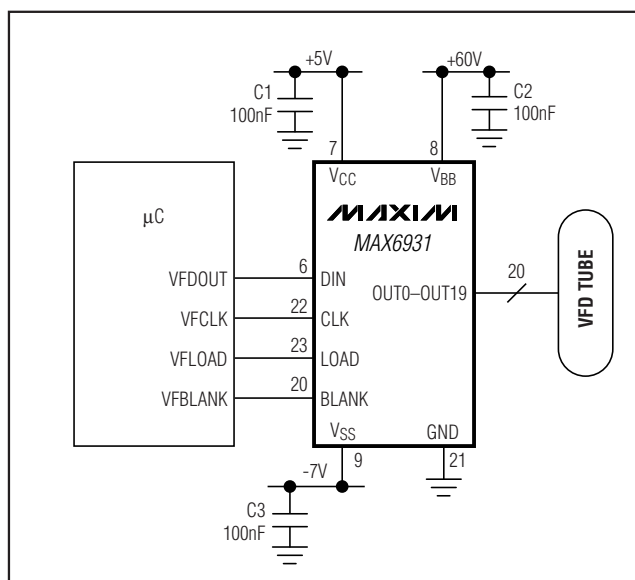 +5V
+60V
C1
100nF
C2
100nF
7
8
VCC
VBB
µC
MAXIM
MAX6931
VFDOUT
6
DIN
OUT0–OUT19
20
VFD TUBE
VFCLK
22
CLK
VFLOAD
23
LOAD
VFBLANK
20
BLANK
VSS
GND
9
21
-7V
C3
100nF